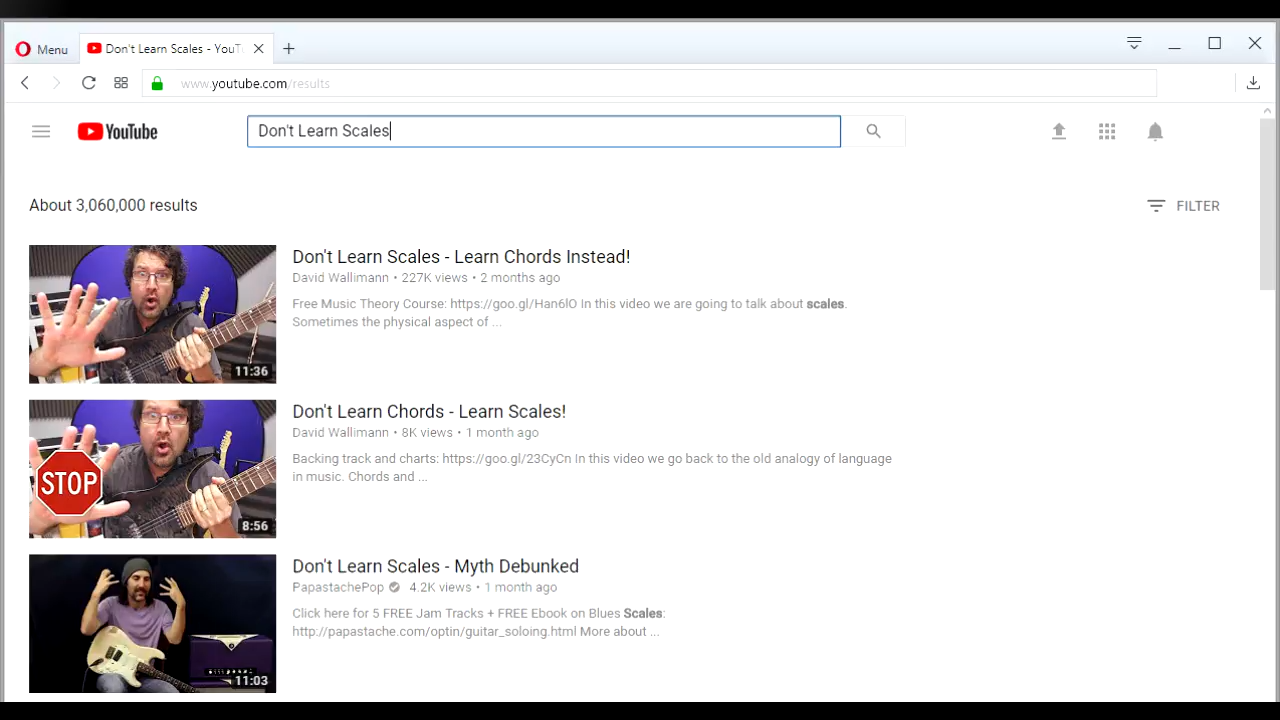 Menu
Don't Learn Scales - YouT
www.youtube.com/results
YouTube
Don't Learn Scales
About 3,060,000 results
FILTER
Don't Learn Scales - Learn Chords Instead!
David Wallimann • 227K views • 2 months ago
Free Music Theory Course: https://goo.gl/Han6lO In this video we are going to talk about scales.
Sometimes the physical aspect of ...
11:36
Don't Learn Chords - Learn Scales!
David Wallimann • 8K views • 1 month ago
Backing track and charts: https://goo.gl/23CyCn In this video we go back to the old analogy of language
in music. Chords and ...
STOP
8:56
Don't Learn Scales - Myth Debunked
PapastachePop 4.2K views • 1 month ago
Click here for 5 FREE Jam Tracks + FREE Ebook on Blues Scales:
http://papastache.com/optin/guitar_soloing.html More about ...
11:03